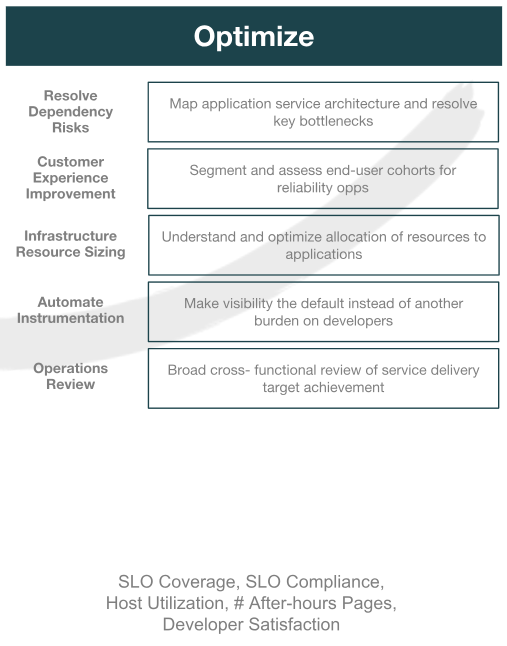 Optimize
Resolve
Dependency
Risks
Map application service architecture and resolve
key bottlenecks
Customer
Experience
Improvement
Segment and assess end-user cohorts for
reliability opps
Infrastructure
Resource Sizing
Understand and optimize allocation of resources to
applications
Automate
Instrumentation
Make visibility the default instead of another
burden on developers
Operations
Review
Broad cross- functional review of service delivery
target achievement
SLO Coverage, SLO Compliance,
Host Utilization, # After-hours Pages,
Developer Satisfaction